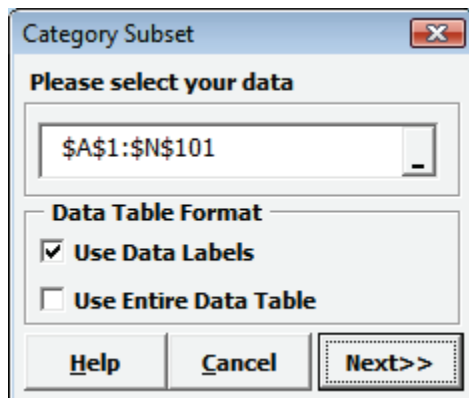 Category Subset
Please select your data
$A$1:$N$101
Data Table Format
Use Data Labels
Use Entire Data Table
Help Cancel Next>>